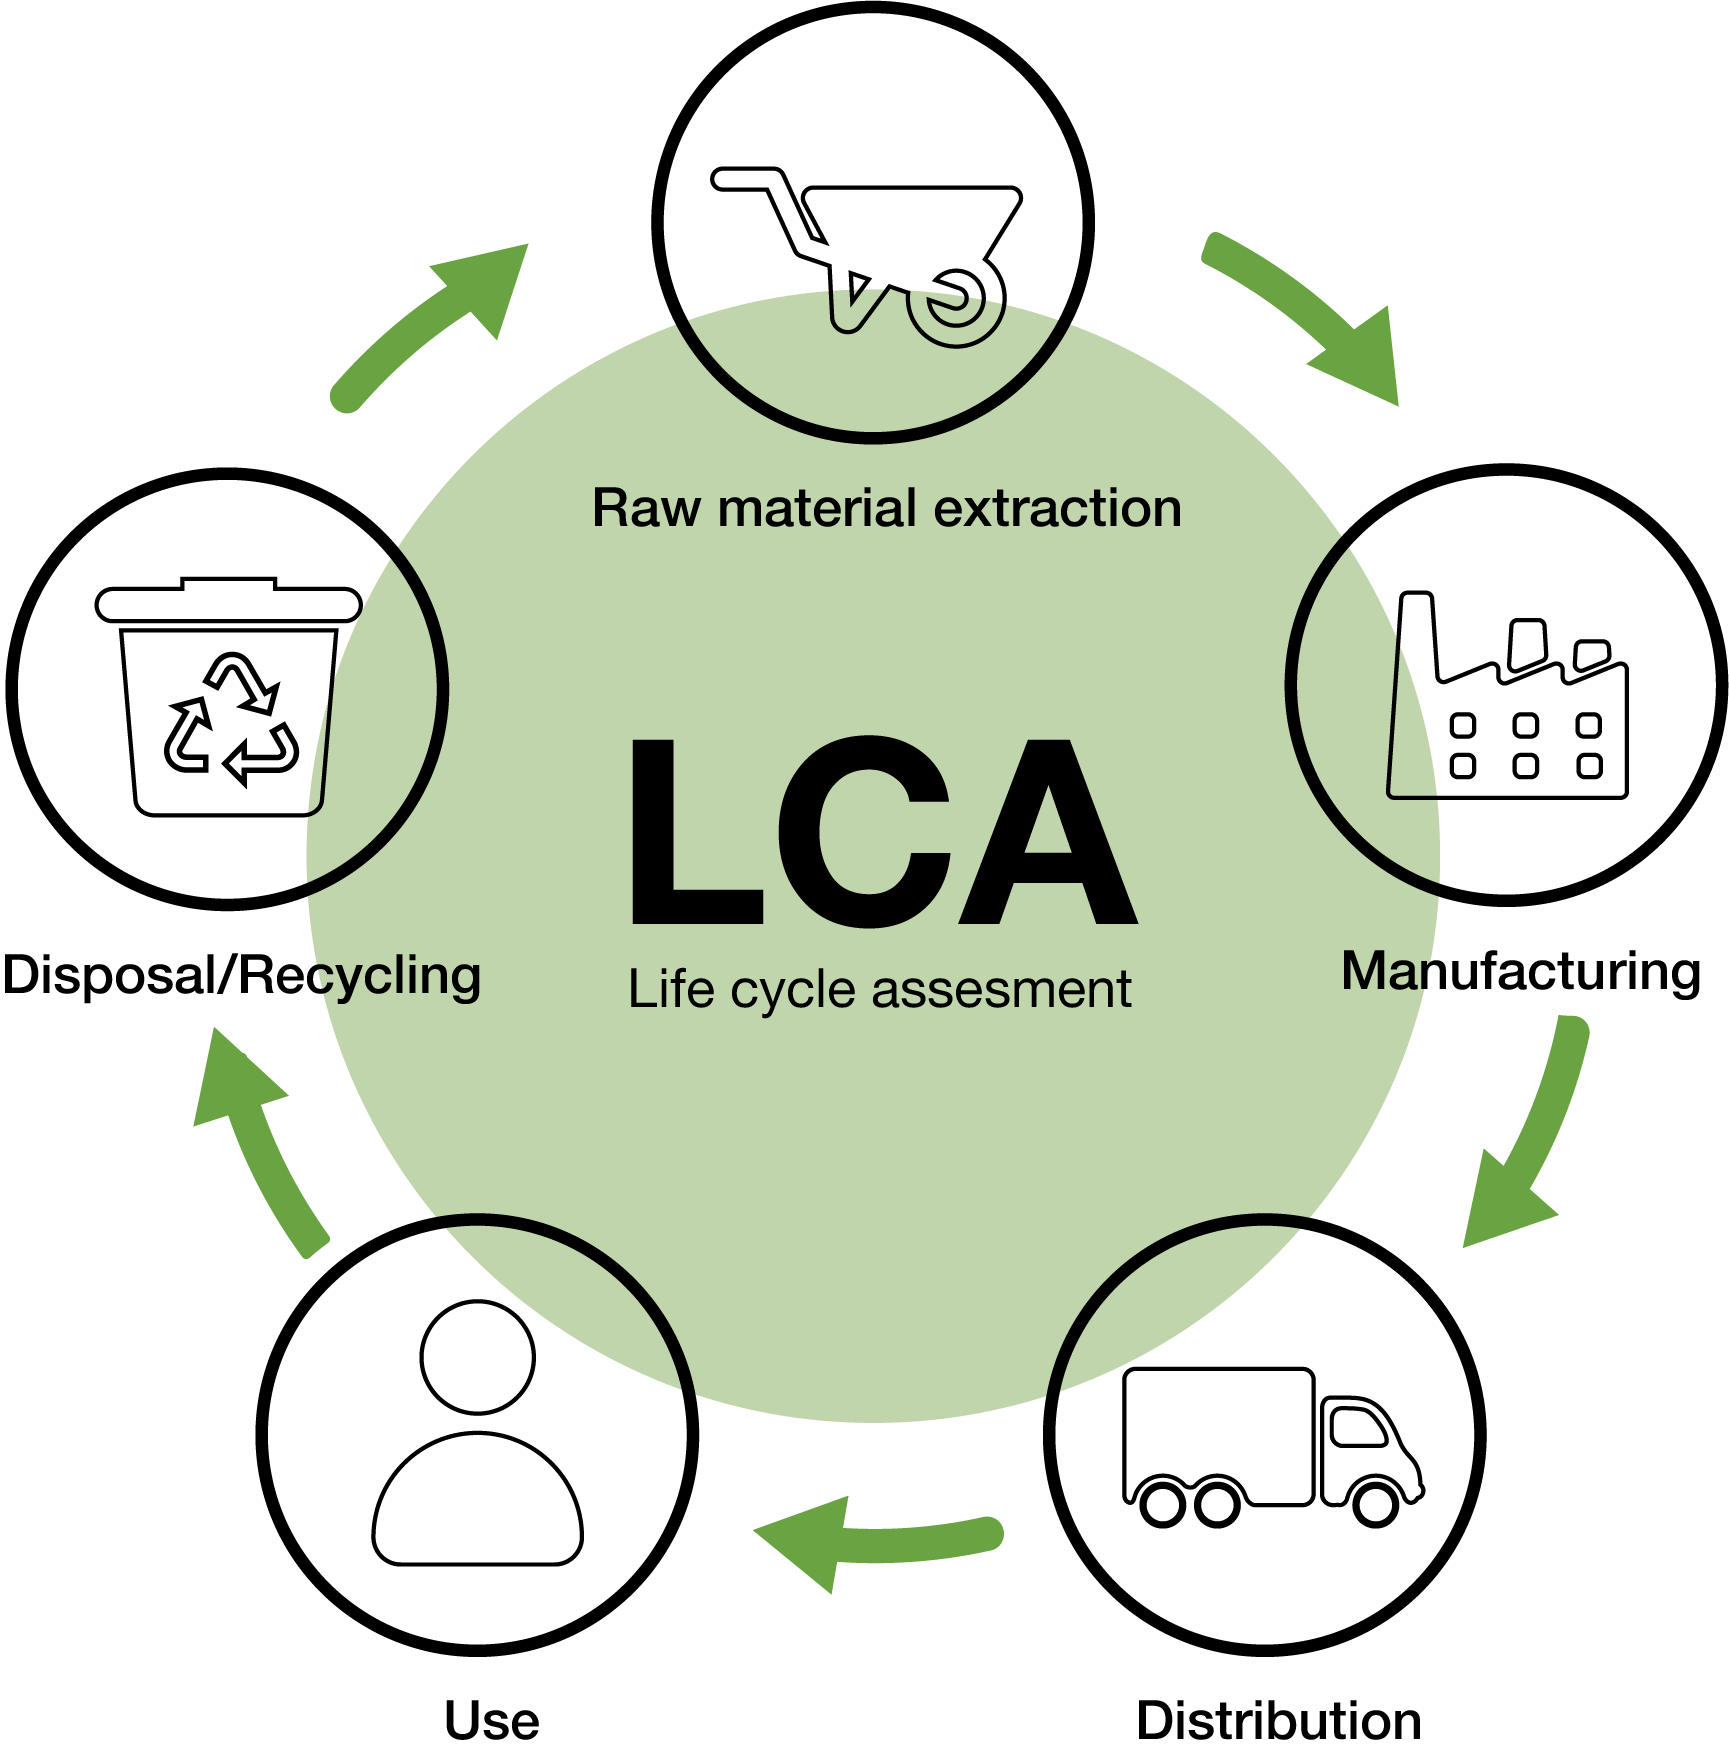 Raw material extraction
LCA
Life cycle assesment
Disposal/Recycling
Manufacturing
Use
Distribution